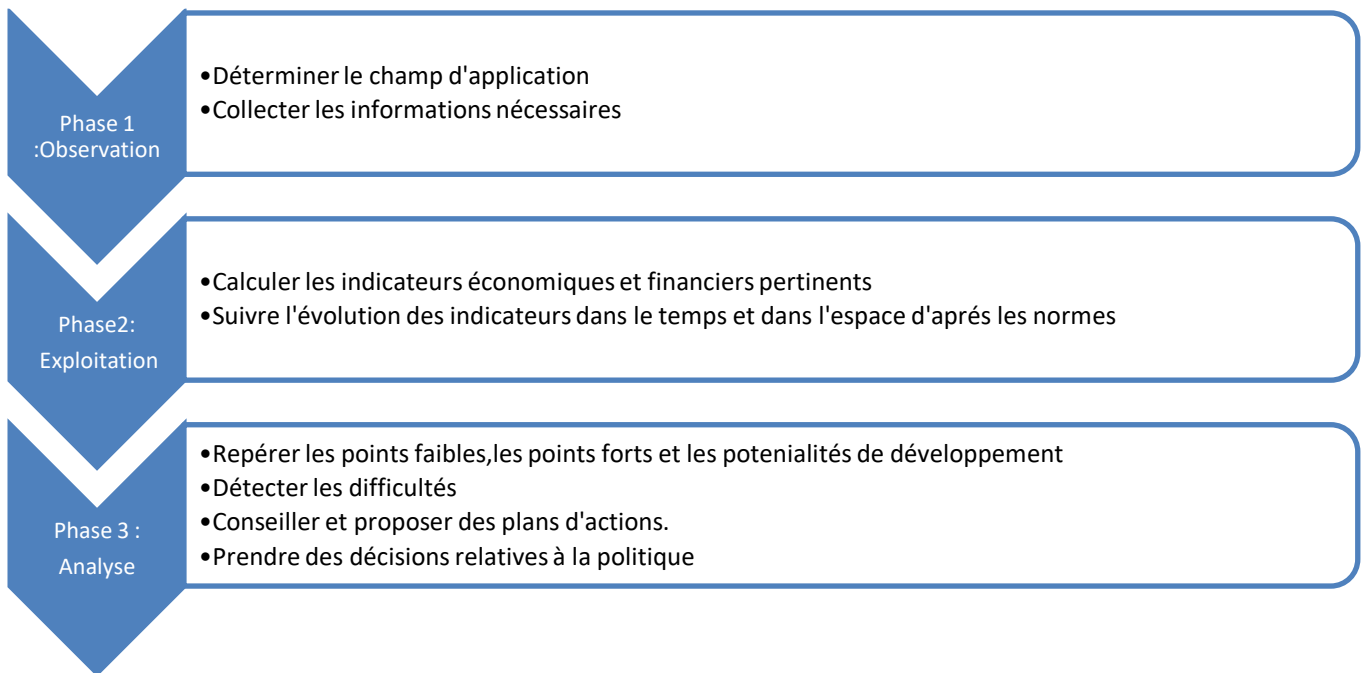 Phase 1
:Observation
•Déterminer le champ d'application
•Collecter les informations nécessaires
Phase2:
Exploitation
•Calculer les indicateurs économiques et financiers pertinents
•Suivre l'évolution des indicateurs dans le temps et dans l'espace d'aprés les normes
Phase 3 :
Analyse
•Repérer les points faibles,les points forts et les potenialités de développement
•Détecter les difficultés
•Conseiller et proposer des plans d'actions.
•Prendre des décisions relatives à la politique